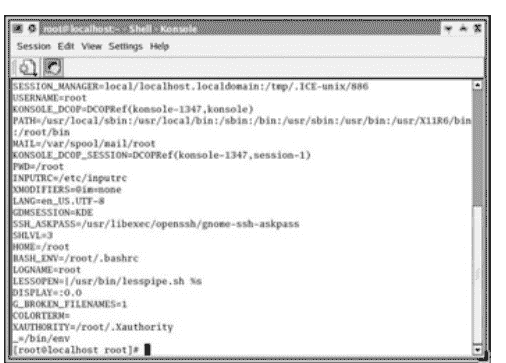 root@localhost:~ - Shell - Konsole
Session Edit View Settings Help
SESSION_MANAGER=local/localhost.localdomain:/tmp/.ICE-unix/886
USERNAME=root
KONSOLE_DCOP=DCOPRef(konsole-1347,konsole)
PATH=/usr/local/sbin:/usr/local/bin:/sbin:/bin:/usr/sbin:/usr/bin:/usr/X11R6/bin
:/root/bin
MAIL=/var/spool/mail/root
KONSOLE_DCOP_SESSION=DCOPRef(konsole-1347,session-1)
PWD=/root
INPUTRC=/etc/inputrc
XMODIFIERS=@im=none
LANG=en_US.UTF-8
GDMSESSION=KDE
SSH_ASKPASS=/usr/libexec/openssh/gnome-ssh-askpass
SHLVL=3
HOME=/root
BASH_ENV=/root/.bashrc
LOGNAME=root
LESSOPEN=|/usr/bin/lesspipe.sh %s
DISPLAY=:0.0
G_BROKEN_FILENAMES=1
COLORTERM=
XAUTHORITY=/root/.Xauthority
_=/bin/env
[root@localhost root]#